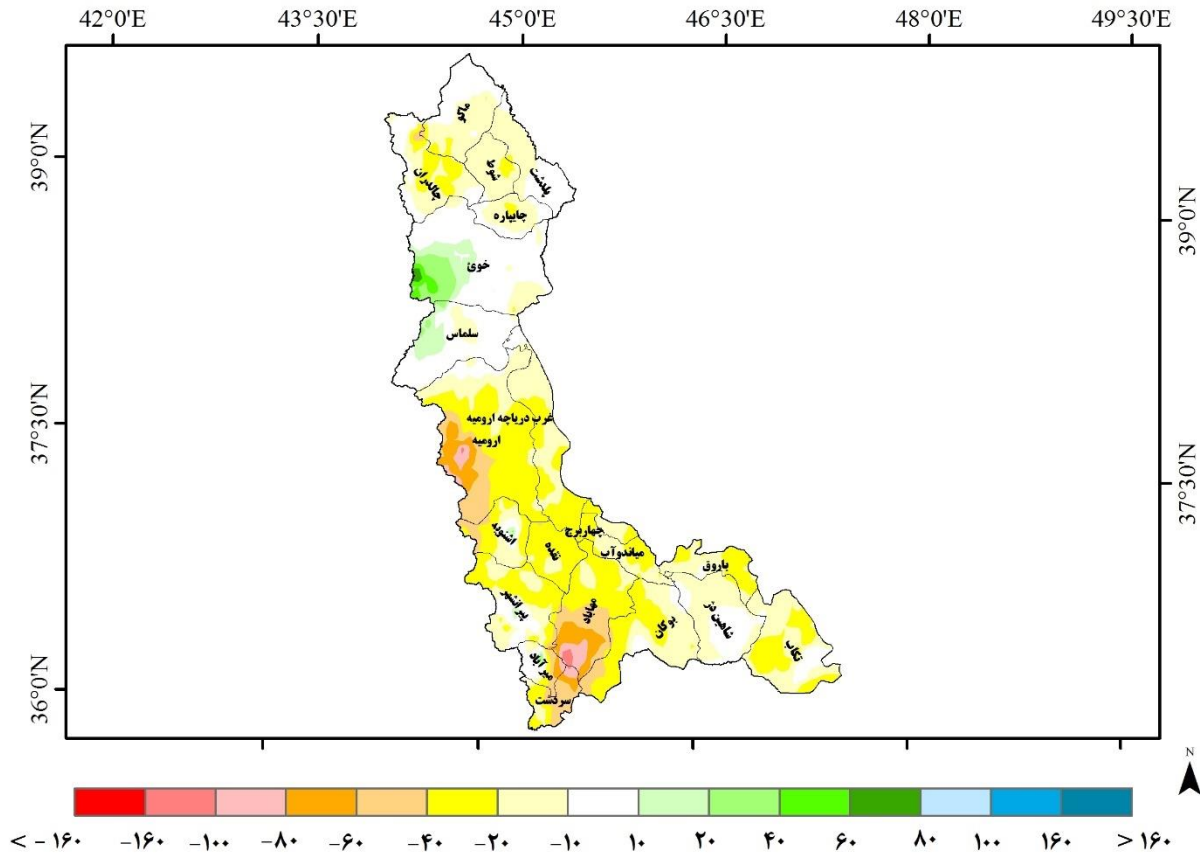 42°0'E 43°30'E 45°0'E 46°30'E 48°0'E 49°30'E
39°0'N
37°30'N
36°0'N
39°0'N
37°30'N
36°0'N
ماکو
چالدران
شوط
پلدشت
چایپاره
خوئ
سلماس
غرب دریاچه ارومیه
ارومیه
اشنویه
نقده
چهاربرج
میاندوآب
باروق
پیرانشهر
مهاباد
بوکان
شاهین دژ
تکاب
میرآباد
سردشت
N
< -۱۶۰ -۱۶۰ -۱۰۰ -۸۰ -۶۰ -۴۰ -۲۰ -۱۰ ۱۰ ۲۰ ۴۰ ۶۰ ۸۰ ۱۰۰ ۱۶۰ > ۱۶۰